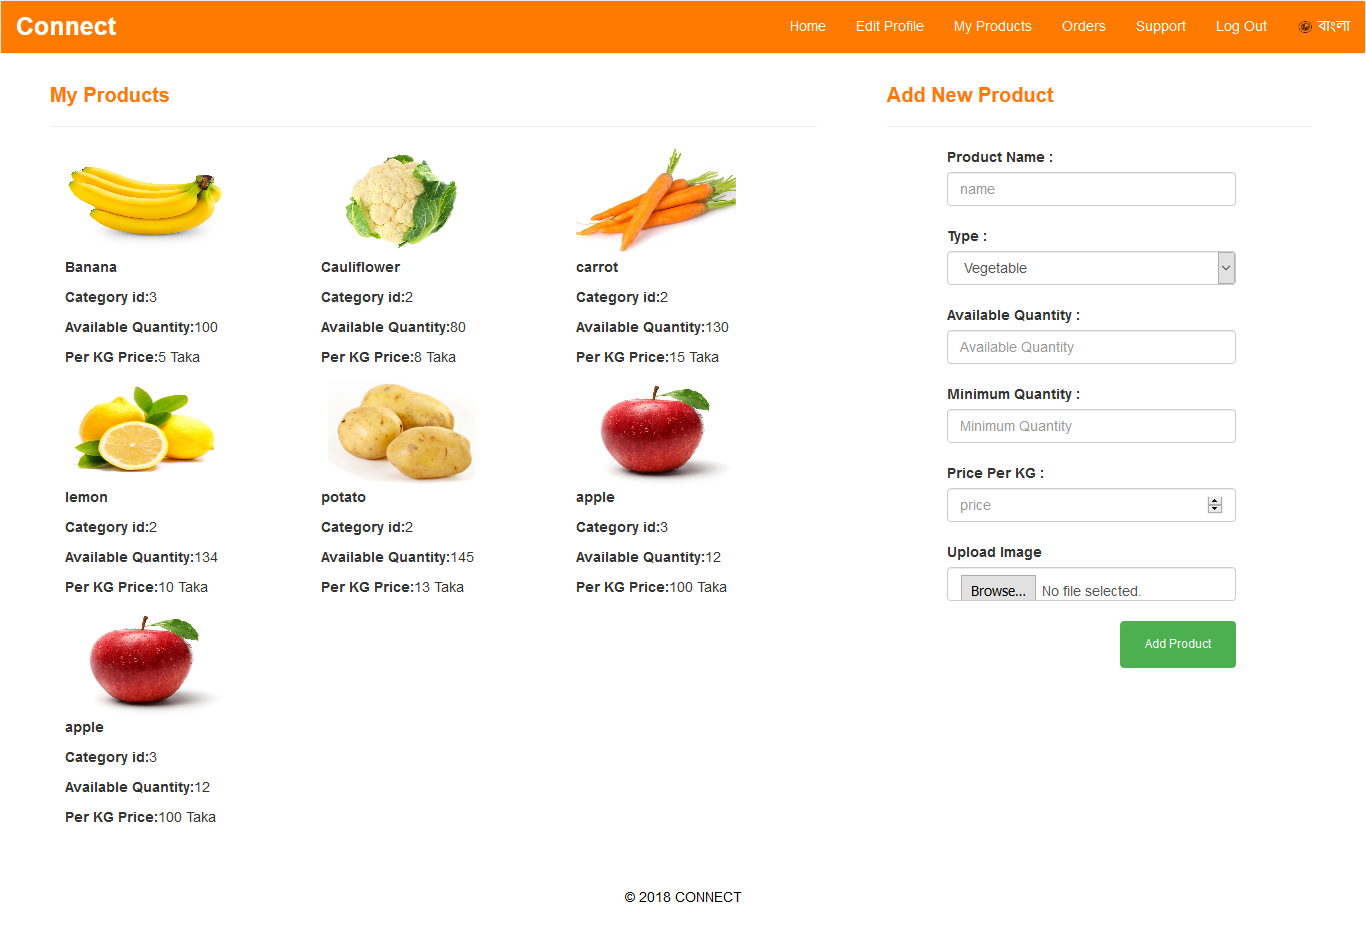 Connect
Home Edit Profile My Products Orders Support Log Out বাংলা
My Products
Banana
Category id:3
Available Quantity:100
Per KG Price:5 Taka
Cauliflower
Category id:2
Available Quantity:80
Per KG Price:8 Taka
carrot
Category id:2
Available Quantity:130
Per KG Price:15 Taka
lemon
Category id:2
Available Quantity:134
Per KG Price:10 Taka
potato
Category id:2
Available Quantity:145
Per KG Price:13 Taka
apple
Category id:3
Available Quantity:12
Per KG Price:100 Taka
apple
Category id:3
Available Quantity:12
Per KG Price:100 Taka
Add New Product
Product Name :
name
Type :
Vegetable
Available Quantity :
Available Quantity
Minimum Quantity :
Minimum Quantity
Price Per KG :
price
Upload Image
Browse... No file selected.
Add Product
© 2018 CONNECT